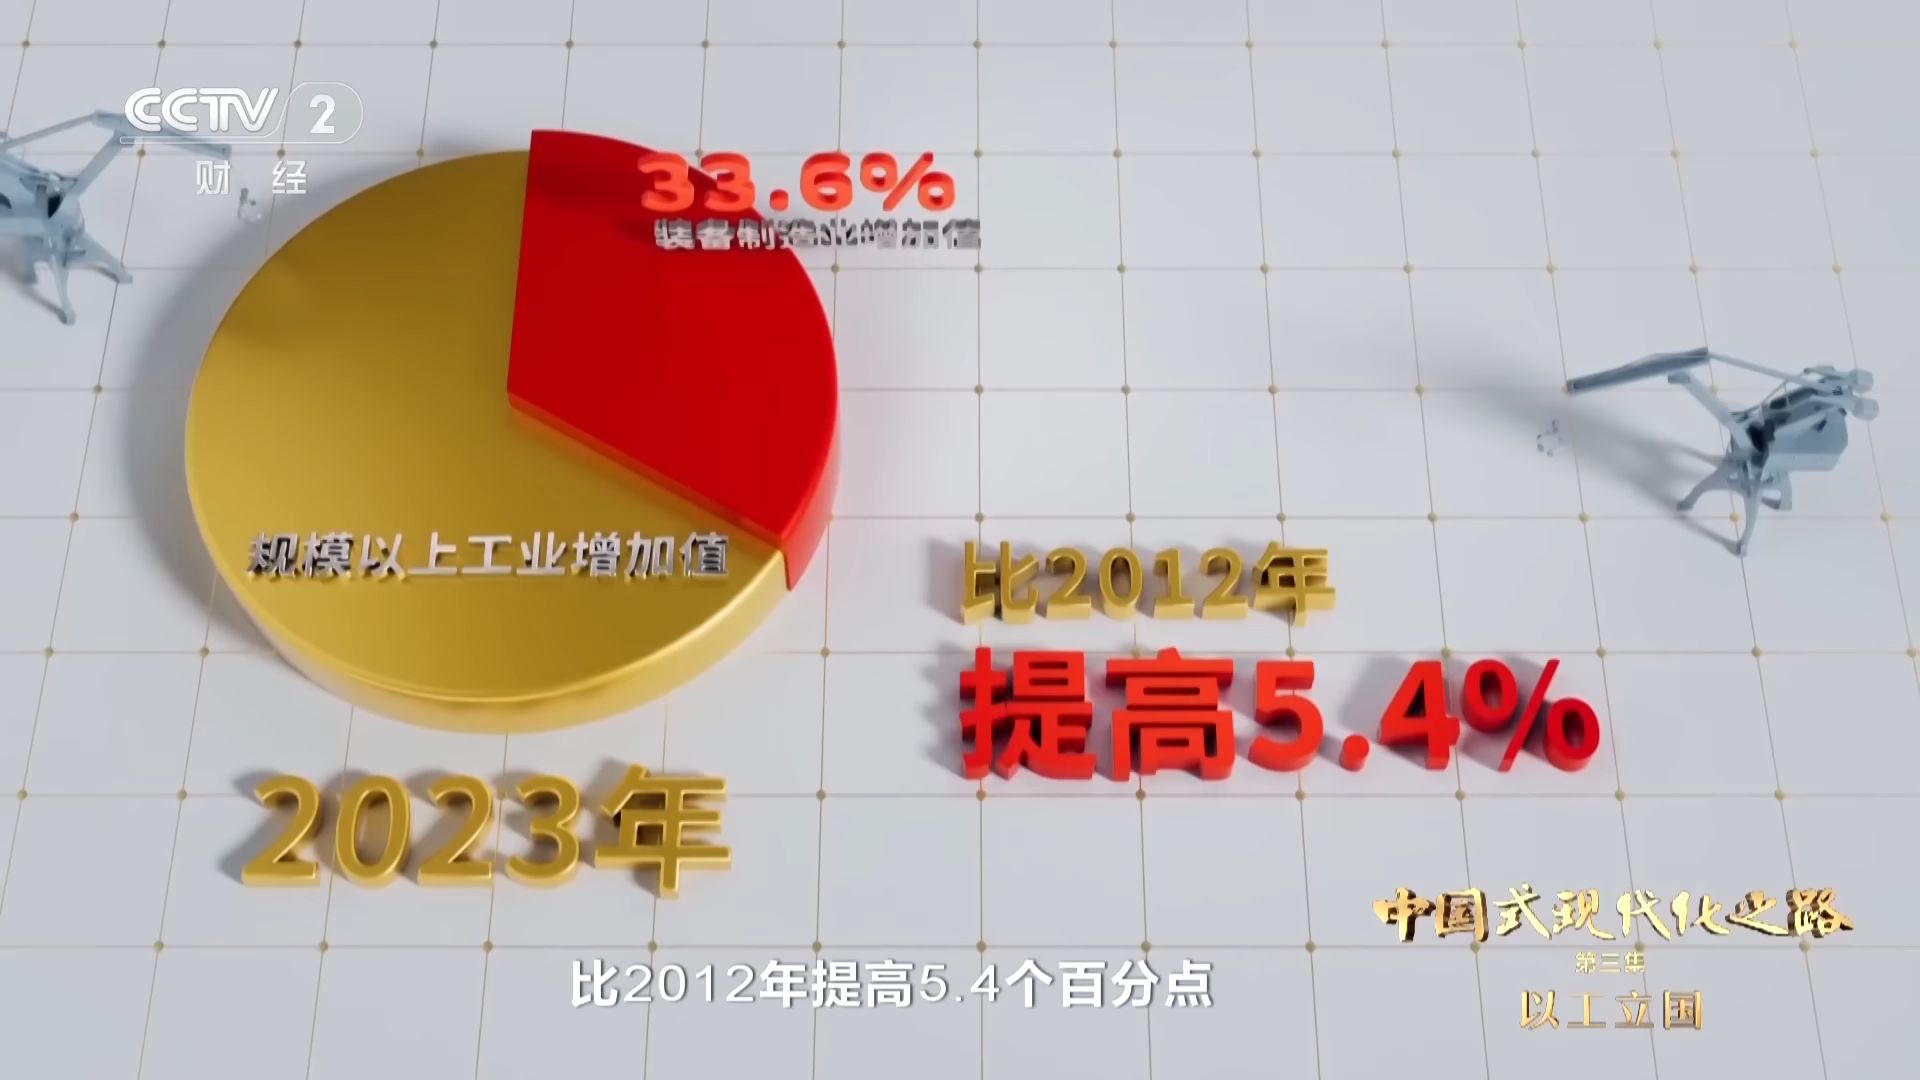 CCTV 2
财经
33.6%
装备制造业增加值
规模以上工业增加值
比2012年
提高5.4%
2023年
中国式现代化之路
第三集
以工立国
比2012年提高5.4个百分点